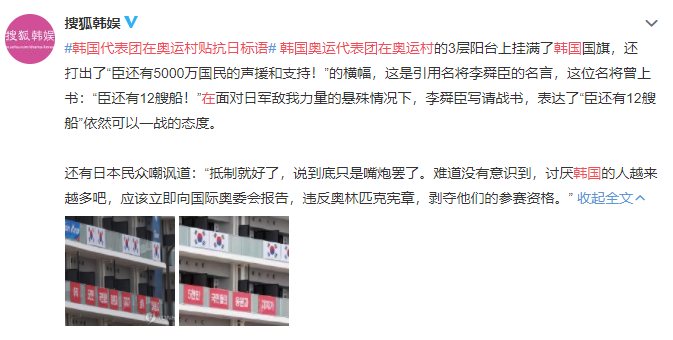 搜狐韩娱
搜狐韩娱
#韩国代表团在奥运村贴抗日标语# 韩国奥运代表团在奥运村的3层阳台上挂满了韩国国旗，还
打出了“臣还有5000万国民的声援和支持！”的横幅，这是引用名将李舜臣的名言，这位名将曾上
书：“臣还有12艘船！”在面对日军敌我力量的悬殊情况下，李舜臣写请战书，表达了“臣还有12艘
船”依然可以一战的态度。
还有日本民众嘲讽道：“抵制就好了，说到底只是嘴炮罢了。难道没有意识到，讨厌韩国的人越来
越多吧，应该立即向国际奥委会报告，违反奥林匹克宪章，剥夺他们的参赛资格。” 收起全文